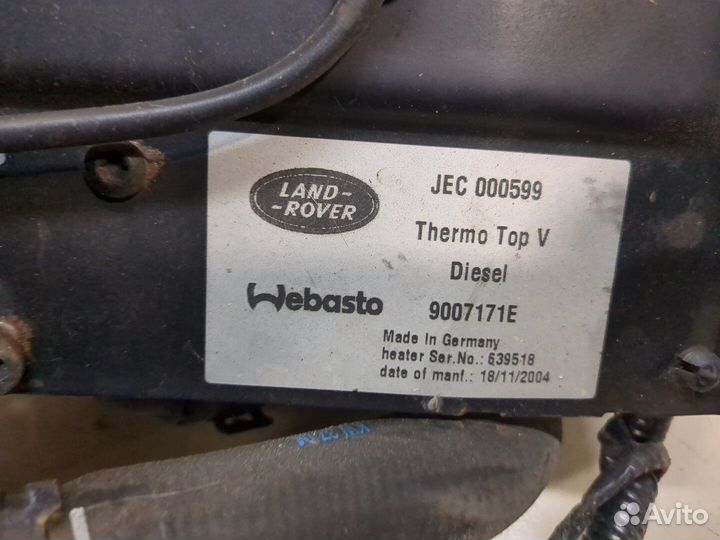 LAND-
-ROVER
JEC 000599
Thermo Top V
Diesel
Webasto
9007171E
Made In Germany
heater Ser.No.: 639518
date of manf.: 18/11/2004
Avito